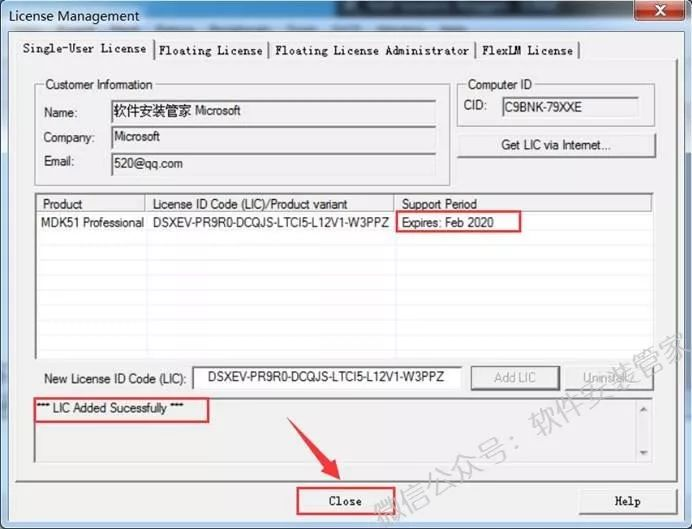 License Management
Single-User License
Floating License
Floating License Administrator
FlexLM License
Customer Information
Name:
软件安装管家 Microsoft
Company:
Microsoft
Email:
520@qq.com
Computer ID
CID:
C9BNK-79XXE
Get LIC via Internet...
Product
License ID Code (LIC)/Product variant
Support Period
MDK51 Professional
DSXEV-PR9R0-DCQJS-LTCI5-L12V1-W3PPZ
Expires: Feb 2020
New License ID Code (LIC):
DSXEV-PR9R0-DCQJS-LTCI5-L12V1-W3PPZ
Add LIC
Uninstall...
*** LIC Added Sucessfully ***
Close
Help
微信公众号：软件安装管家